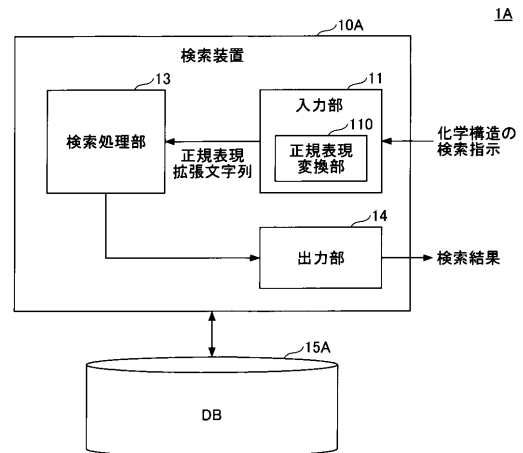 1A
10A
検索装置
13
検索処理部
11
入力部
110
正規表現
変換部
正規表現
拡張文字列
化学構造の
検索指示
14
出力部
検索結果
15A
DB